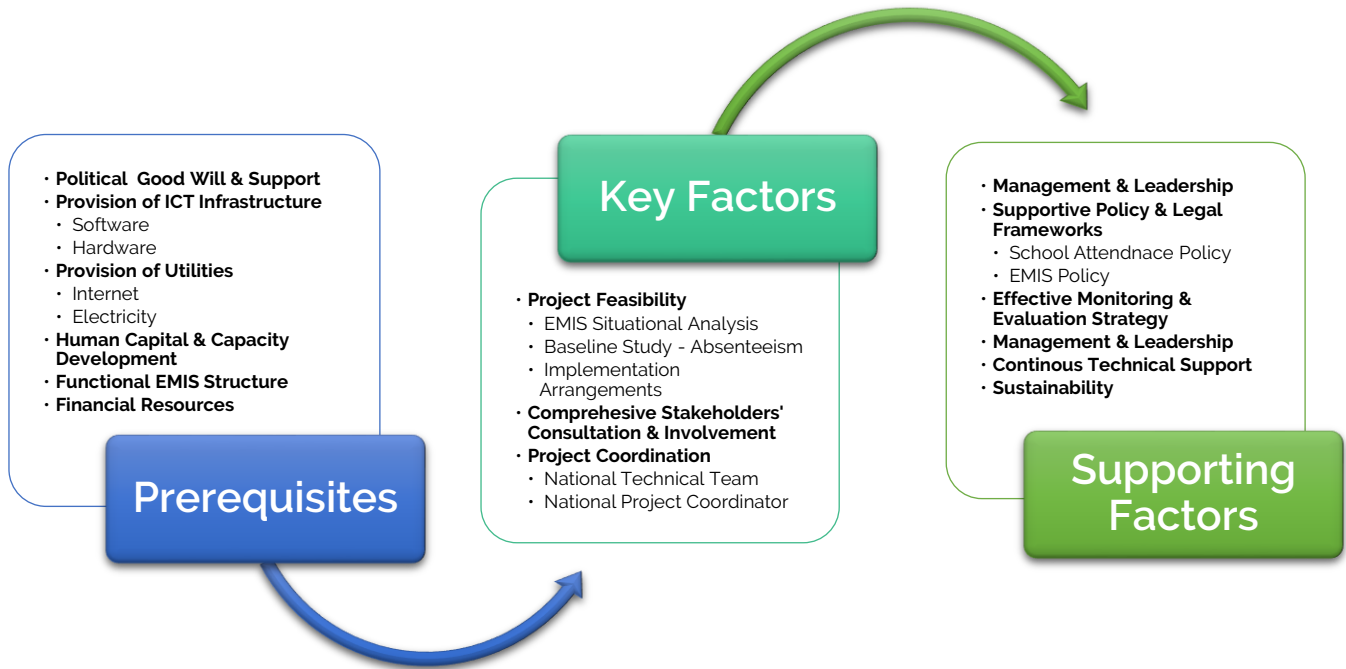 · Political Good Will & Support
· Provision of ICT Infrastructure
· Software
· Hardware
· Provision of Utilities
· Internet
· Electricity
· Human Capital & Capacity
Development
· Functional EMIS Structure
· Financial Resources
Prerequisites
Key Factors
· Project Feasibility
· EMIS Situational Analysis
· Baseline Study - Absenteeism
· Implementation
Arrangements
· Comprehesive Stakeholders'
Consultation & Involvement
· Project Coordination
· National Technical Team
· National Project Coordinator
· Management & Leadership
· Supportive Policy & Legal
Frameworks
· School Attendnace Policy
· EMIS Policy
· Effective Monitoring &
Evaluation Strategy
· Management & Leadership
· Continous Technical Support
· Sustainability
Supporting
Factors